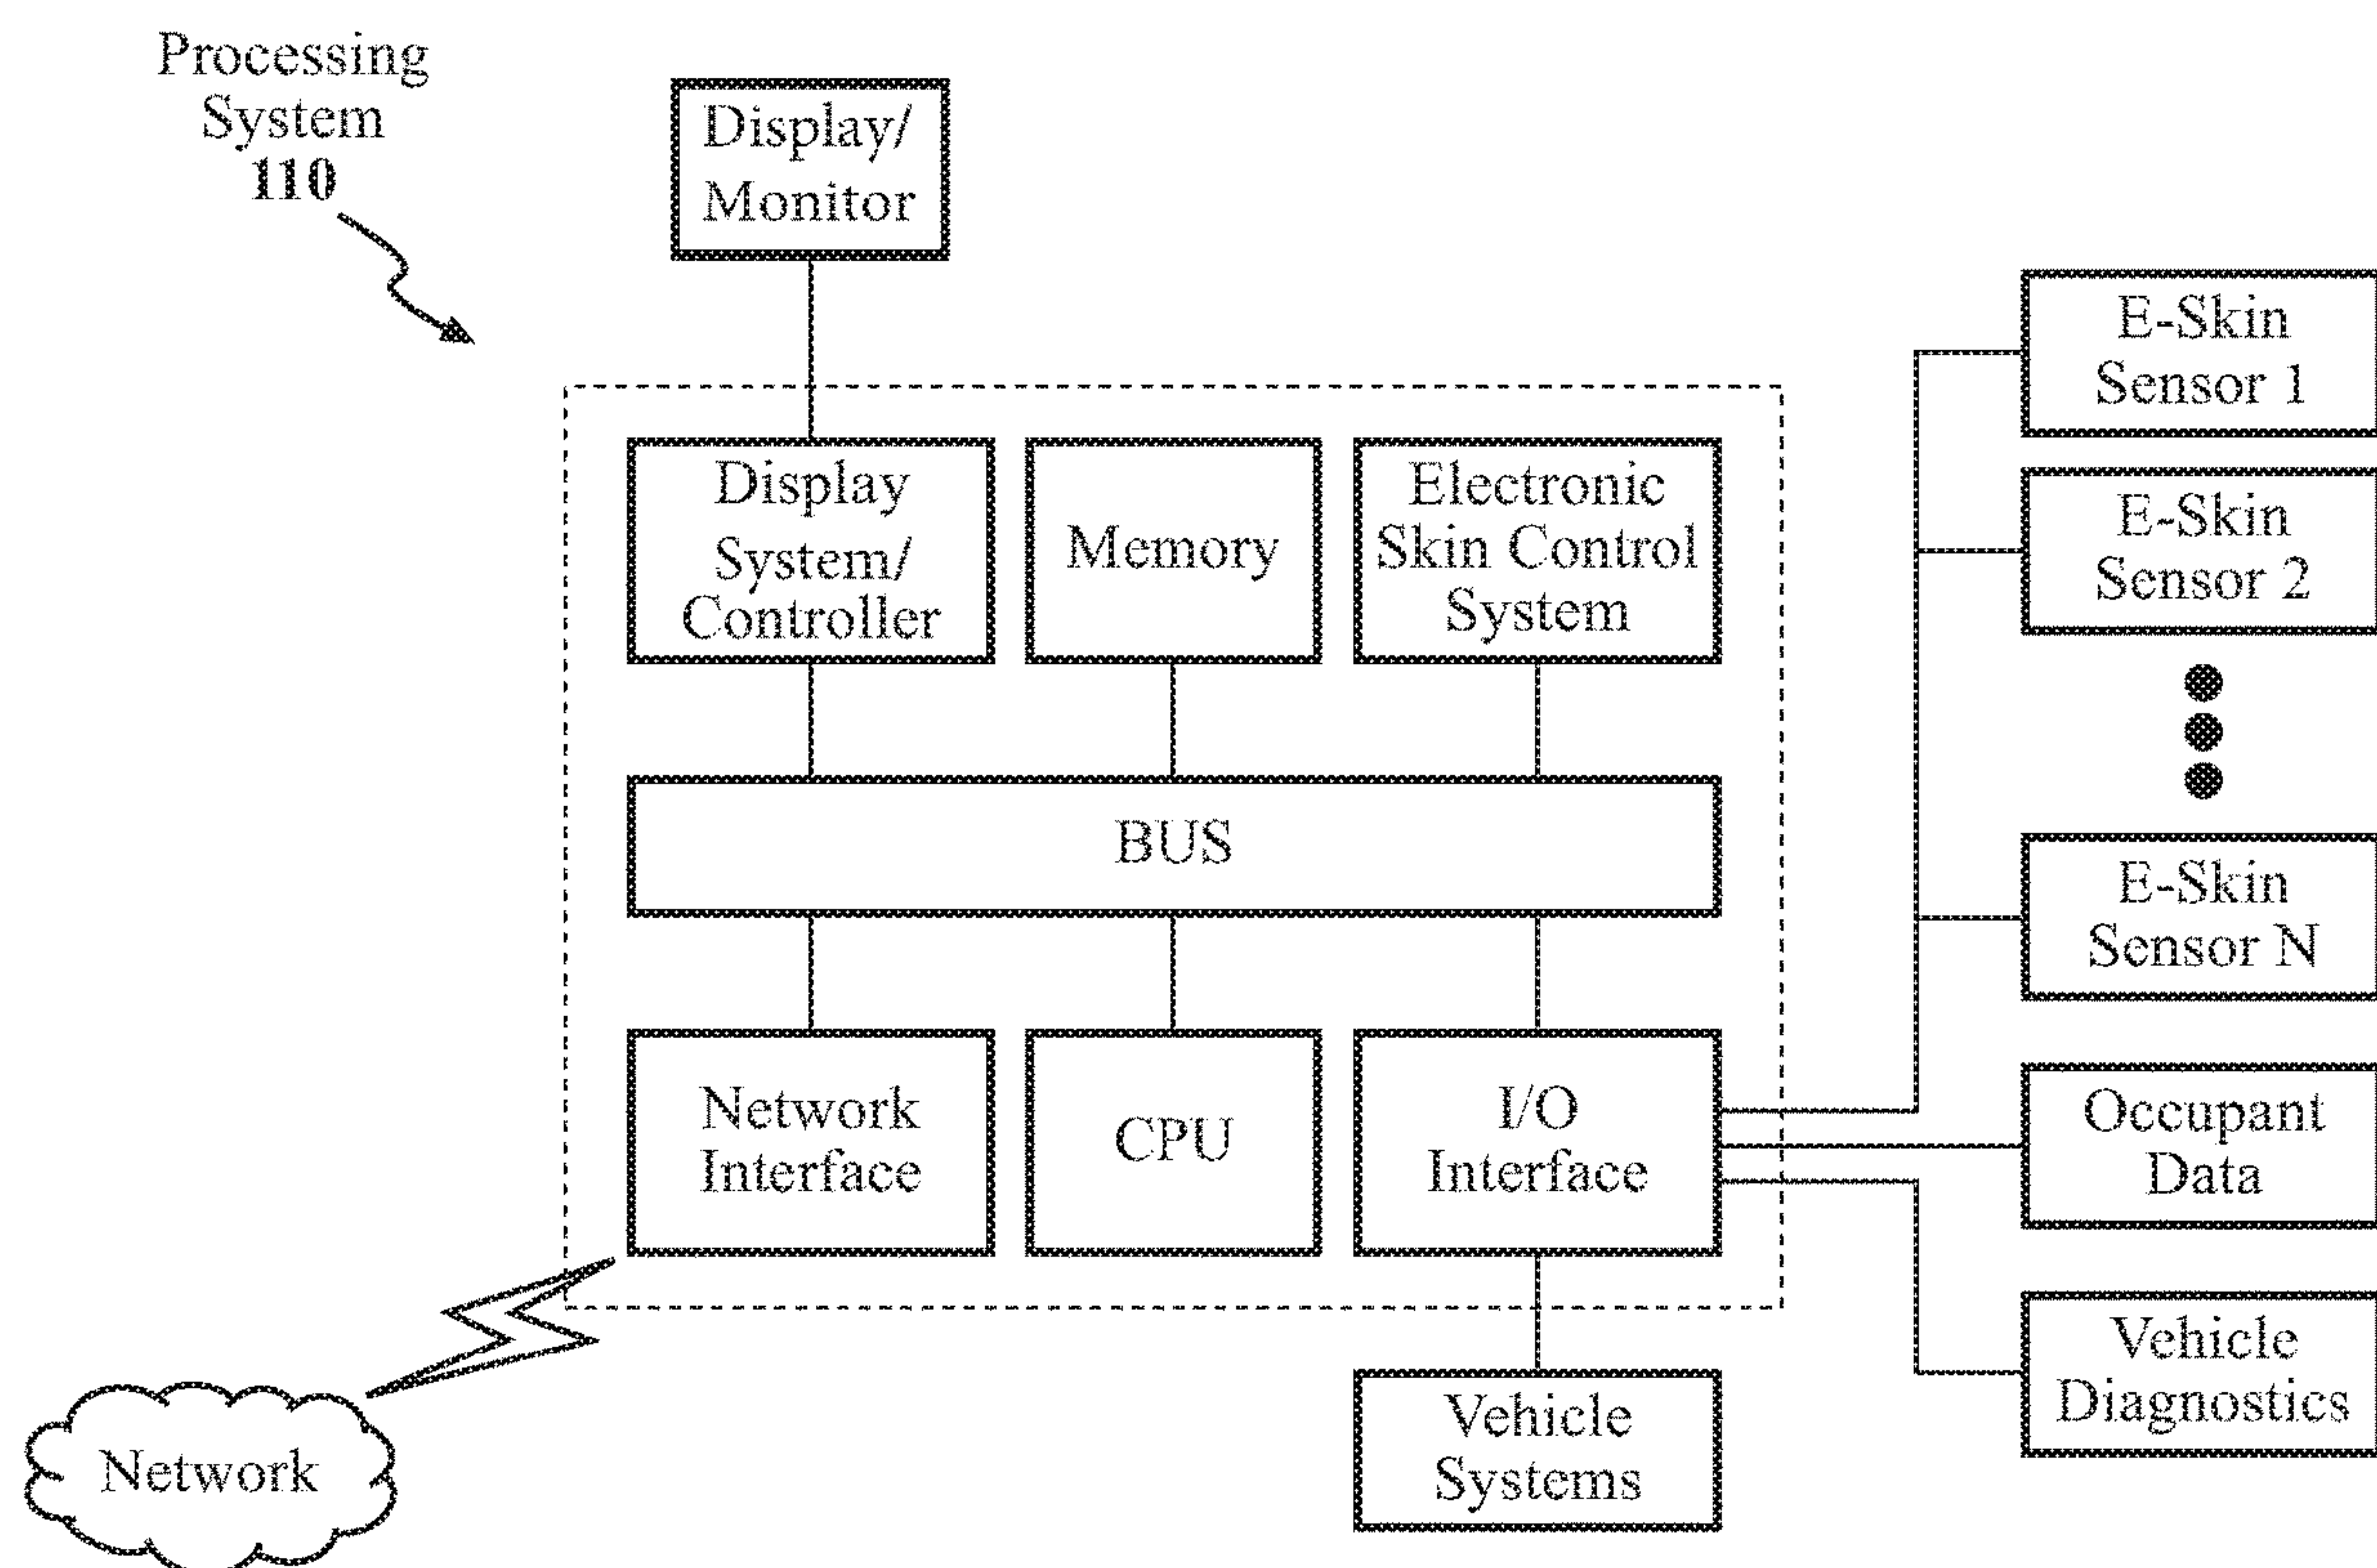 Processing
System
110
Display/
Monitor
E-Skin
Sensor 1
E-Skin
Sensor 2
E-Skin
Sensor N
Display
System/
Controller
Memory
Electronic
Skin Control
System
BUS
Network
Interface
CPU
I/O
Interface
Occupant
Data
Vehicle
Diagnostics
Vehicle
Systems
Network